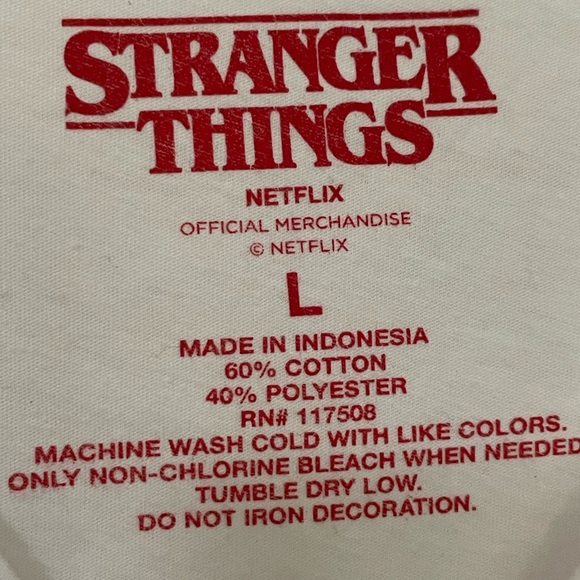 STRANGER
THINGS
NETFLIX
OFFICIAL MERCHANDISE
© NETFLIX
L
MADE IN INDONESIA
60% COTTON
40% POLYESTER
RN# 117508
MACHINE WASH COLD WITH LIKE COLORS.
ONLY NON-CHLORINE BLEACH WHEN NEEDED
TUMBLE DRY LOW.
DO NOT IRON DECORATION.